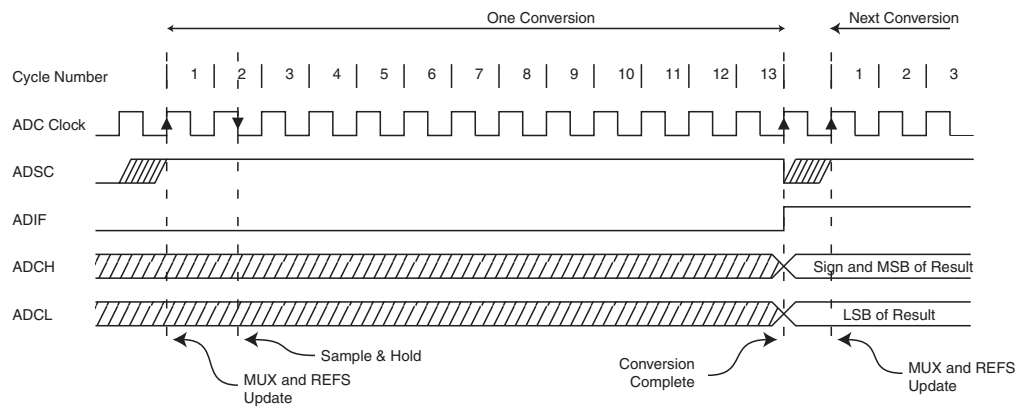 One Conversion
Next Conversion
Cycle Number
1 2 3 4 5 6 7 8 9 10 11 12 13 1 2 3
ADC Clock
ADSC
ADIF
ADCH
Sign and MSB of Result
ADCL
LSB of Result
Sample & Hold
MUX and REFS
Update
Conversion
Complete
MUX and REFS
Update